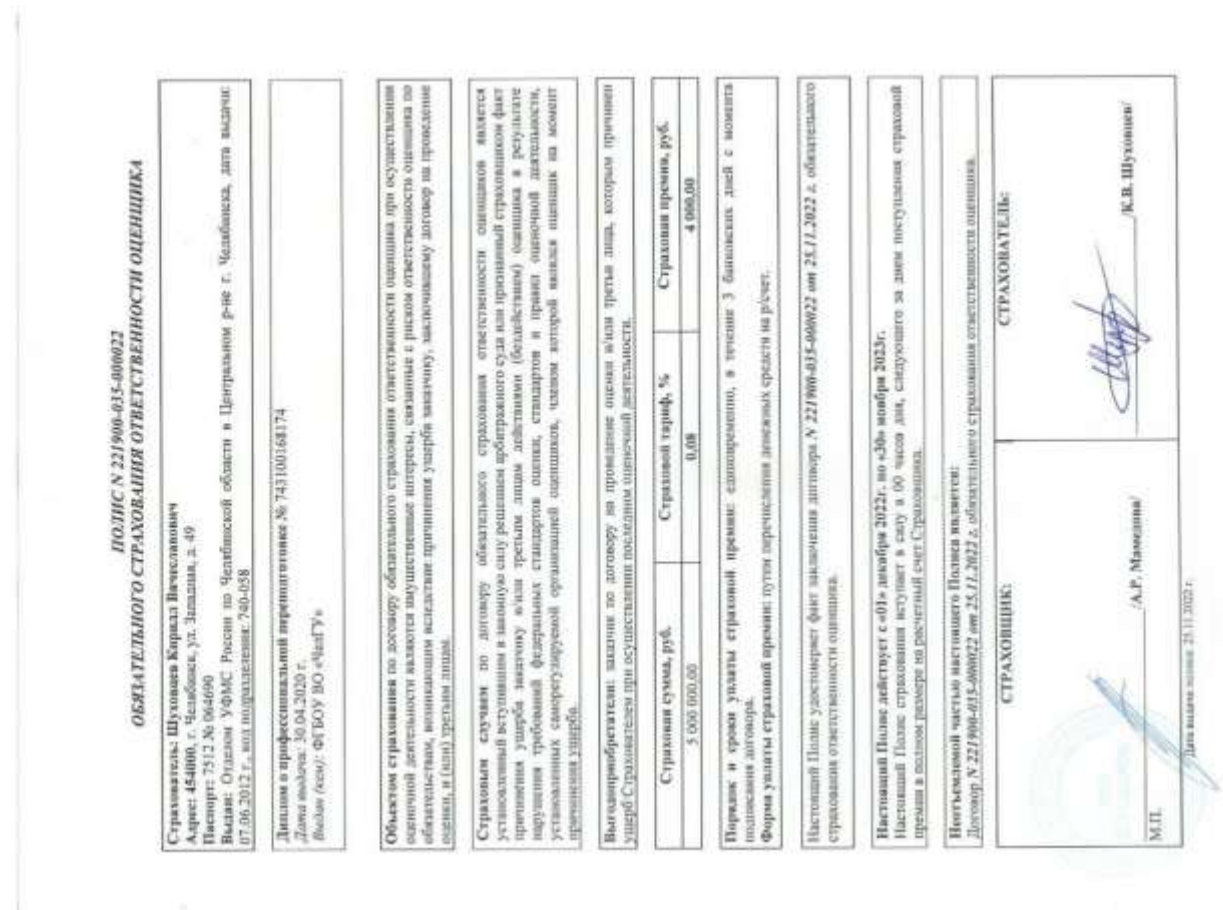 ПОЛИС N 221900-035-000022
ОБЯЗАТЕЛЬНОГО СТРАХОВАНИЯ ОТВЕТСТВЕННОСТИ ОЦЕНЩИКА
Страхователь: Шуховцев Кирилл Вячеславович
Адрес: 454000, г. Челябинск, ул. Западная, д. 49
Паспорт: 7512 № 064690
Выдан: Отделом УФМС России по Челябинской области в Центральном р-не г. Челябинска, дата выдачи:
07.06.2012 г., код подразделения: 740-058
Диплом о профессиональной переподготовке № 743100168174
Дата выдачи: 30.04.2020 г.
Выдан (кем): ФГБОУ ВО «ЧелГУ»
Объектом страхования по договору обязательного страхования ответственности оценщика при осуществлении
оценочной деятельности являются имущественные интересы, связанные с риском ответственности оценщика по
обязательствам, возникающим вследствие причинения ущерба заказчику, заключившему договор на проведение
оценки, и (или) третьим лицам.
Страховым случаем по договору обязательного страхования ответственности оценщиков является
установленный вступившим в законную силу решением арбитражного суда или признанный страховщиком факт
причинения ущерба заказчику и/или третьим лицам действиями (бездействием) оценщика в результате
нарушения требований федеральных стандартов оценки, стандартов и правил оценочной деятельности,
установленных саморегулируемой организацией оценщиков, членом которой являлся оценщик на момент
причинения ущерба.
Выгодоприобретатели: заказчик по договору на проведение оценки и/или третьи лица, которым причинен
ущерб Страхователем при осуществлении последним оценочной деятельности.
Страховая сумма, руб. Страховой тариф, % Страховая премия, руб.
5 000 000,00 0,08 4 000,00
Порядок и сроки уплаты страховой премии: единовременно, в течение 3 банковских дней с момента
подписания договора.
Форма уплаты страховой премии: путем перечисления денежных средств на р/счет.
Настоящий Полис удостоверяет факт заключения договора N 221900-035-000022 от 25.11.2022 г. обязательного
страхования ответственности оценщика.
Настоящий Полис действует с «01» декабря 2022г. по «30» ноября 2023г.
Настоящий Полис страхования вступает в силу в 00 часов дня, следующего за днем поступления страховой
премии в полном размере на расчетный счет Страховщика.
Неотъемлемой частью настоящего Полиса является:
Договор N 221900-035-000022 от 25.11.2022 г. обязательного страхования ответственности оценщика.
СТРАХОВЩИК: СТРАХОВАТЕЛЬ:
/А.Р. Мамедова/ /К.В. Шуховцев/
М.П.
Дата выдачи полиса: 25.11.2022 г.